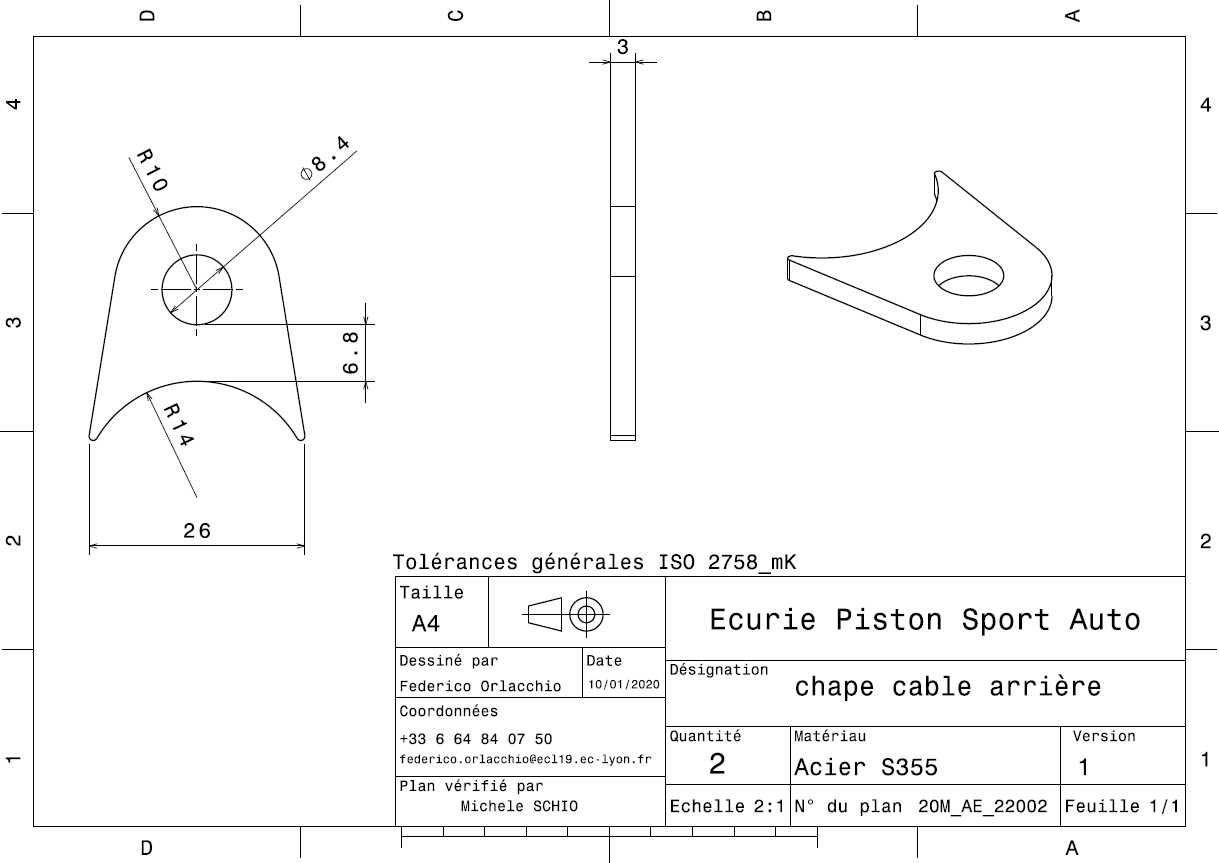 D
C
B
A
4
4
3
3
2
2
1
1
3
R10
⌀8.4
6.8
R14
26
Tolérances générales ISO 2758_mK
Taille
A4
Ecurie Piston Sport Auto
Dessiné par
Federico Orlacchio
Date
10/01/2020
Désignation
chape cable arrière
Coordonnées
+33 6 64 84 07 50
federico.orlacchio@ecl19.ec-lyon.fr
Quantité
2
Matériau
Acier S355
Version
1
Plan vérifié par
Michele SCHIO
Echelle 2:1
N° du plan 20M_AE_22002
Feuille 1/1
D
A